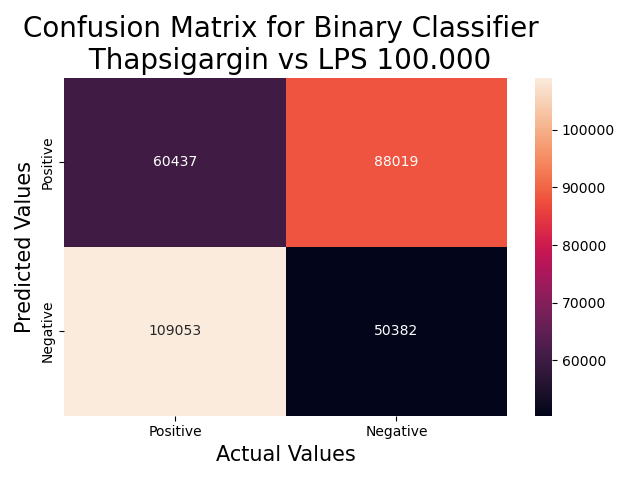 Confusion Matrix for Binary Classifier
Thapsigargin vs LPS 100.000
Predicted Values
Positive
60437
88019
Negative
109053
50382
Positive
Negative
Actual Values
100000
90000
80000
70000
60000